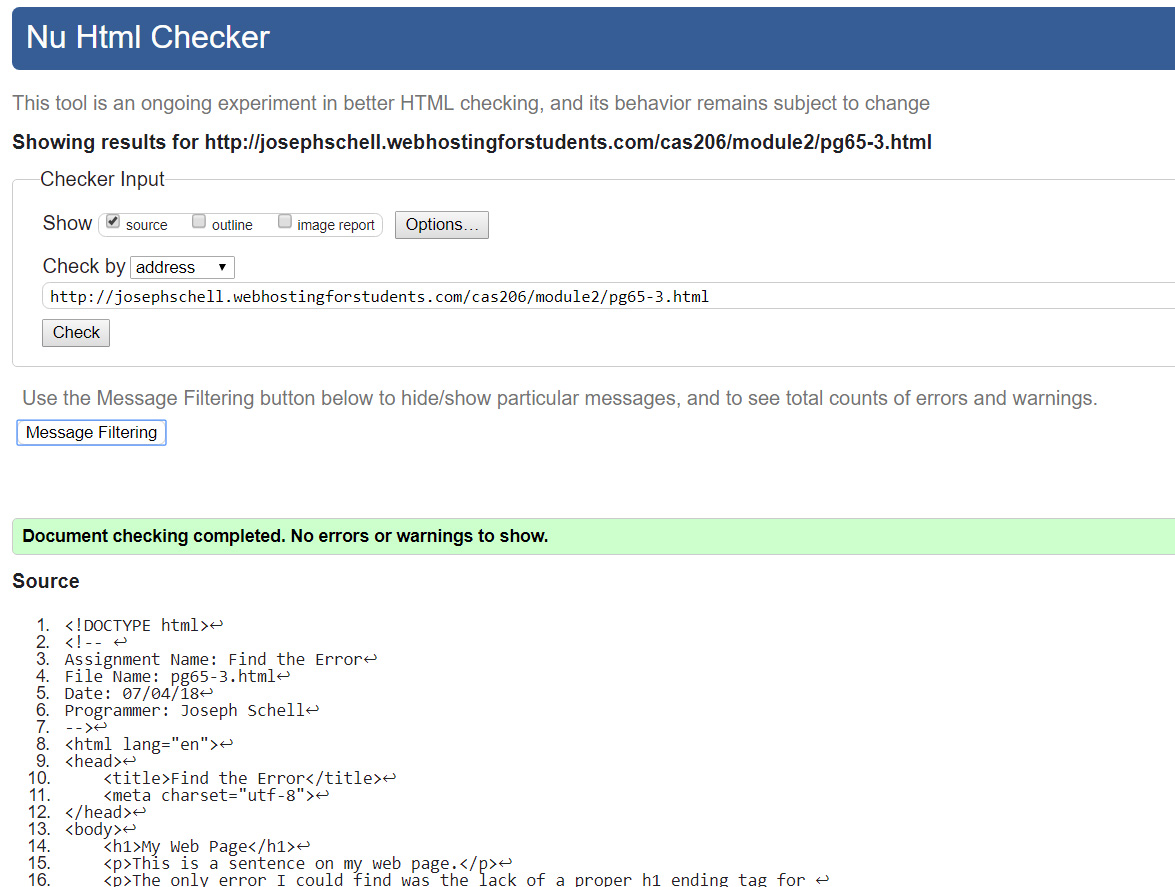 Nu Html Checker
This tool is an ongoing experiment in better HTML checking, and its behavior remains subject to change
Showing results for http://josephschell.webhostingforstudents.com/cas206/module2/pg65-3.html
Checker Input
Show source outline image report Options…
Check by address ▼
http://josephschell.webhostingforstudents.com/cas206/module2/pg65-3.html
Check
Use the Message Filtering button below to hide/show particular messages, and to see total counts of errors and warnings.
Message Filtering
Document checking completed. No errors or warnings to show.
Source
1. <!DOCTYPE html>↩
2. <!-- ↩
3. Assignment Name: Find the Error↩
4. File Name: pg65-3.html↩
5. Date: 07/04/18↩
6. Programmer: Joseph Schell↩
7. -->↩
8. <html lang="en">↩
9. <head>↩
10. <title>Find the Error</title>↩
11. <meta charset="utf-8">↩
12. </head>↩
13. <body>↩
14. <h1>My Web Page</h1>↩
15. <p>This is a sentence on my web page.</p>↩
16. <p>The only error I could find was the lack of a proper h1 ending tag for ↩